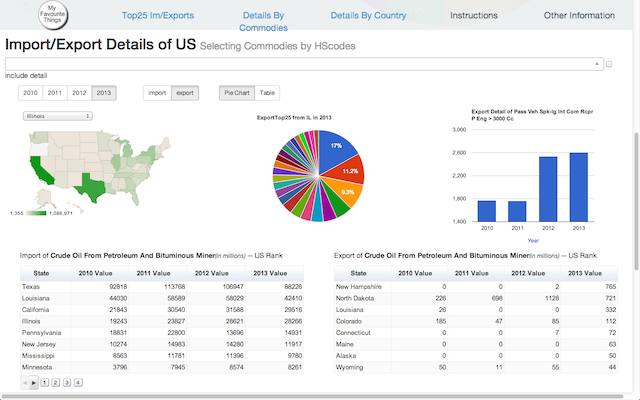 My
Favourite
Things
Top25 Im/Exports
Details By
Commodies
Details By Country
Instructions
Other Information
Import/Export Details of US Selecting Commodies by HScodes
include detail
2010 2011 2012 2013 import export Pie Chart Table
Illinois
1,355 1,086,971
ExportTop25 from IL in 2013
17%
11.2%
9.3%
Export Detail of Pass Veh Spk-Ig Int Com Rcpr
P Eng > 3000 Cc
3,000
2,600
2,200
1,800
1,400
2010 2011 2012 2013
Year
Import of Crude Oil From Petroleum And Bituminous Miner(in millions) -- US Rank
State 2010 Value 2011 Value 2012 Value 2013 Value
Texas 92818 113768 106947 88226
Louisiana 44030 58589 58029 42410
California 21843 30540 31588 29516
Illinois 19243 23827 28621 28266
Pennsylvania 18831 22800 13696 14931
New Jersey 10274 14983 14280 11917
Mississippi 8563 11781 11396 9780
Minnesota 3796 7945 8574 8261
1 2 3 4
Export of Crude Oil From Petroleum And Bituminous Miner(in millions) -- US Rank
State 2010 Value 2011 Value 2012 Value 2013 Value
New Hampshire 0 0 2 765
North Dakota 226 698 1128 721
Louisiana 26 0 0 332
Colorado 185 47 85 112
Connecticut 0 0 7 72
Maine 0 0 0 63
Alaska 0 0 0 50
Wyoming 50 11 55 44